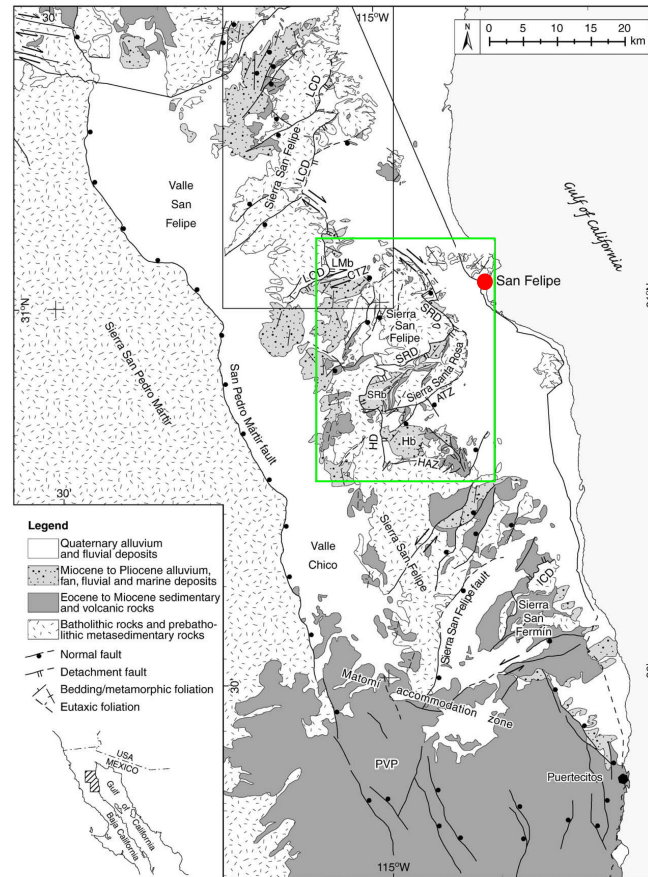 30'
115°W
N
0 5 10 15 20
km
LCD
Sierra San Felipe
LCD
Valle
San
Felipe
Gulf of California
LMb
LCD
CTZ
San Felipe
31°N
SRD
Sierra
San
Felipe
SRD
Sierra Santa Rosa
Sierra San Pedro Mártir
San Pedro Mártir fault
SRb
ATZ
HD
Hb
HAZ
30'
Legend
Quaternary alluvium
and fluvial deposits
Miocene to Pliocene alluvium,
fan, fluvial and marine deposits
Eocene to Miocene sedimentary
and volcanic rocks
Batholithic rocks and prebatho-
lithic metasedimentary rocks
Normal fault
Detachment fault
Bedding/metamorphic foliation
Eutaxic foliation
Valle
Chico
Sierra San Felipe
Sierra San Felipe fault
ICD
Sierra
San
Fermín
30'
Matomí accommodation zone
PVP
Puertecitos
USA
MEXICO
Gulf of California
Baja California
115°W